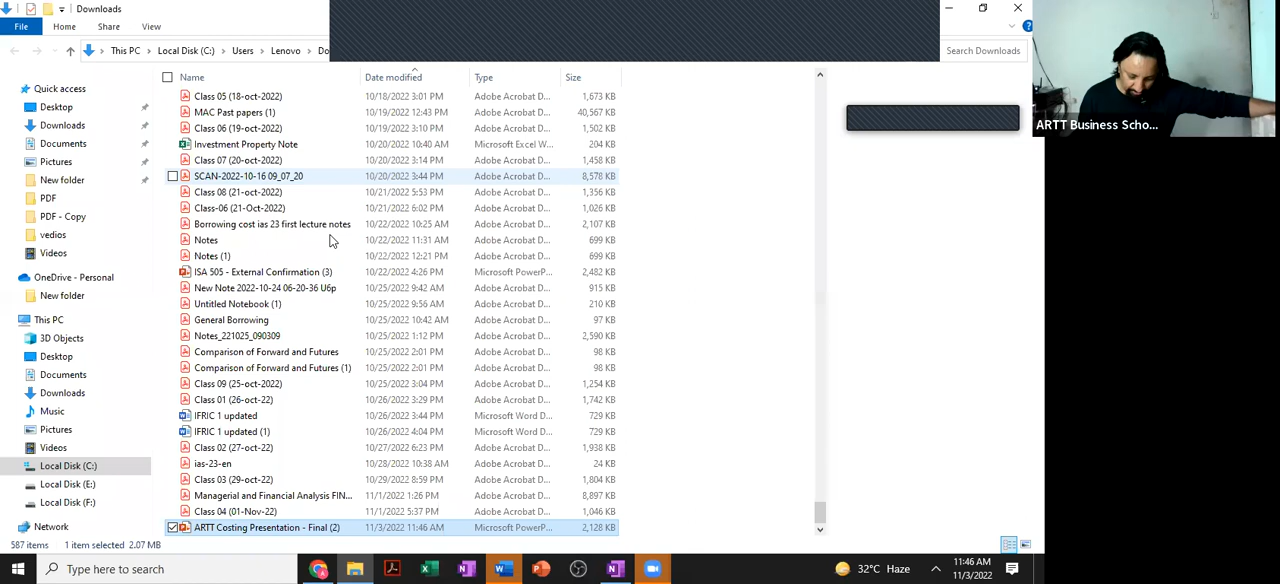 Downloads
File Home Share View
This PC > Local Disk (C:) > Users > Lenovo > Do
Search Downloads
Name Date modified Type Size
Class 05 (18-oct-2022) 10/18/2022 3:01 PM Adobe Acrobat D... 1,673 KB
MAC Past papers (1) 10/19/2022 12:43 PM Adobe Acrobat D... 40,567 KB
Class 06 (19-oct-2022) 10/19/2022 3:10 PM Adobe Acrobat D... 1,502 KB
Investment Property Note 10/20/2022 10:40 AM Microsoft Excel W... 204 KB
Class 07 (20-oct-2022) 10/20/2022 3:14 PM Adobe Acrobat D... 1,458 KB
SCAN-2022-10-16 09_07_20 10/20/2022 3:44 PM Adobe Acrobat D... 8,578 KB
Class 08 (21-oct-2022) 10/21/2022 5:53 PM Adobe Acrobat D... 1,356 KB
Class-06 (21-Oct-2022) 10/21/2022 6:02 PM Adobe Acrobat D... 1,026 KB
Borrowing cost ias 23 first lecture notes 10/22/2022 10:25 AM Adobe Acrobat D... 2,107 KB
Notes 10/22/2022 11:31 AM Adobe Acrobat D... 699 KB
Notes (1) 10/22/2022 12:21 PM Adobe Acrobat D... 699 KB
ISA 505 - External Confirmation (3) 10/22/2022 4:26 PM Microsoft PowerP... 2,482 KB
New Note 2022-10-24 06-20-36 U6p 10/25/2022 9:42 AM Adobe Acrobat D... 915 KB
Untitled Notebook (1) 10/25/2022 9:56 AM Adobe Acrobat D... 210 KB
General Borrowing 10/25/2022 10:42 AM Adobe Acrobat D... 97 KB
Notes_221025_090309 10/25/2022 1:12 PM Adobe Acrobat D... 2,590 KB
Comparison of Forward and Futures 10/25/2022 2:01 PM Adobe Acrobat D... 98 KB
Comparison of Forward and Futures (1) 10/25/2022 2:01 PM Adobe Acrobat D... 98 KB
Class 09 (25-oct-2022) 10/25/2022 3:04 PM Adobe Acrobat D... 1,254 KB
Class 01 (26-oct-22) 10/26/2022 3:29 PM Adobe Acrobat D... 1,742 KB
IFRIC 1 updated 10/26/2022 3:44 PM Microsoft Word D... 729 KB
IFRIC 1 updated (1) 10/26/2022 4:04 PM Microsoft Word D... 729 KB
Class 02 (27-oct-22) 10/27/2022 6:23 PM Adobe Acrobat D... 1,938 KB
ias-23-en 10/28/2022 10:38 AM Adobe Acrobat D... 24 KB
Class 03 (29-oct-22) 10/29/2022 8:59 PM Adobe Acrobat D... 1,804 KB
Managerial and Financial Analysis FIN... 11/1/2022 1:26 PM Adobe Acrobat D... 8,897 KB
Class 04 (01-Nov-22) 11/1/2022 5:37 PM Adobe Acrobat D... 1,046 KB
ARTT Costing Presentation - Final (2) 11/3/2022 11:46 AM Microsoft PowerP... 2,128 KB
Quick access
Desktop
Downloads
Documents
Pictures
New folder
PDF
PDF - Copy
vedios
Videos
OneDrive - Personal
New folder
This PC
3D Objects
Desktop
Documents
Downloads
Music
Pictures
Videos
Local Disk (C:)
Local Disk (E:)
Local Disk (F:)
Network
587 items 1 item selected 2.07 MB
ARTT Business Scho...
Type here to search
32°C Haze
11:46 AM
11/3/2022